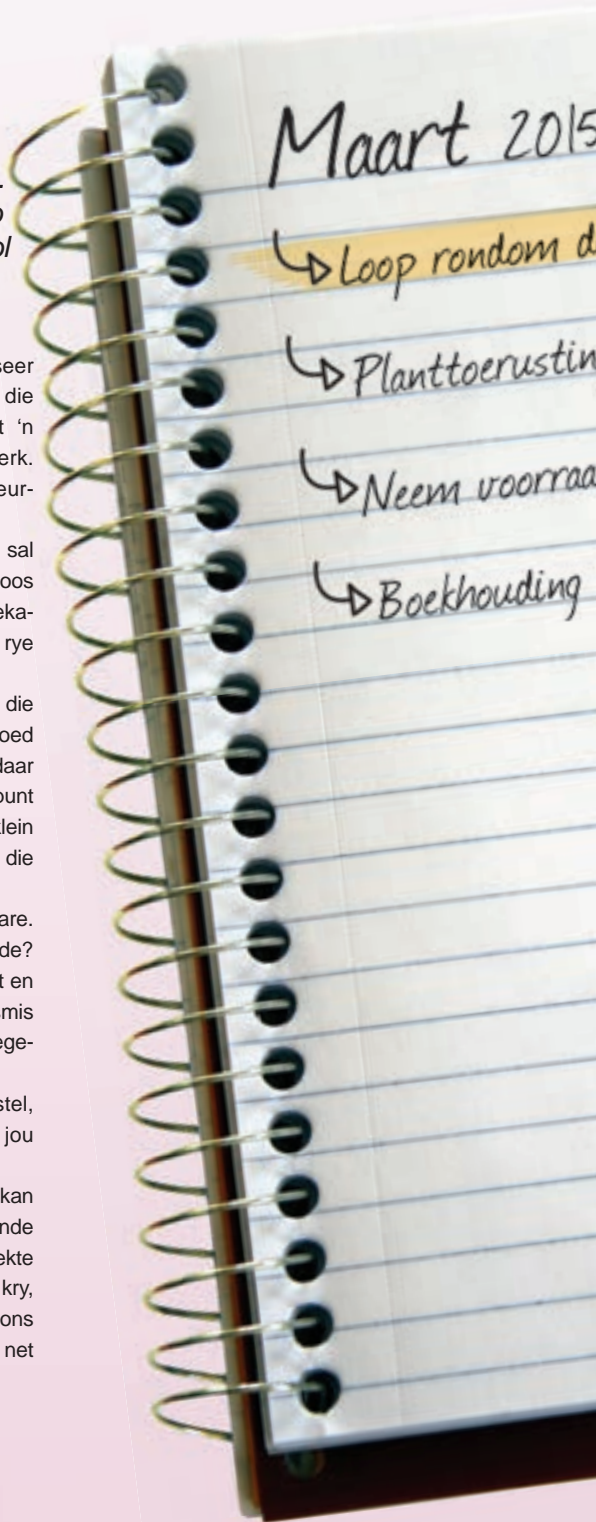 ol
seer
die
t 'n
erk.
eur-
sal
oos
eka-
rye
die
oed
daar
ount
klein
die
are.
de?
t en
mis
ege-
stel,
jou
kan
nde
ekte
kry,
ons
net
Maart 2015
Loop rondom d
Planttoerustin
Neem voorraa
Boekhouding